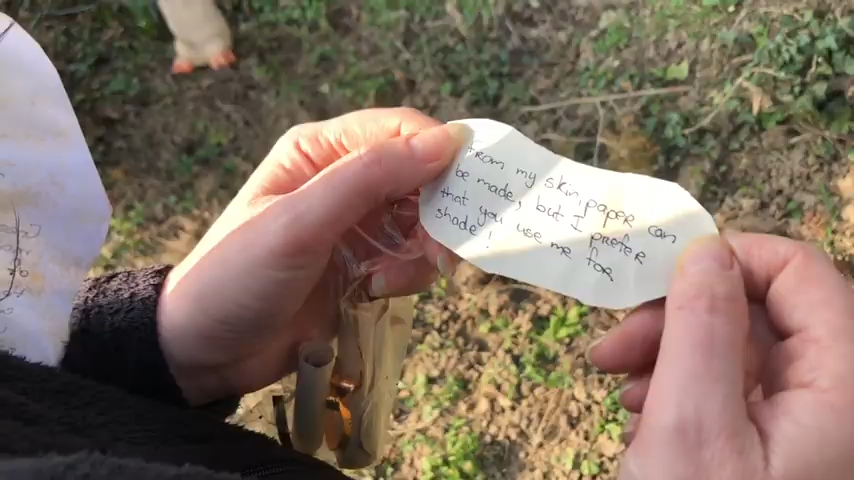 From my skin, paper can
be made, but I prefer
that you use me for
shade!